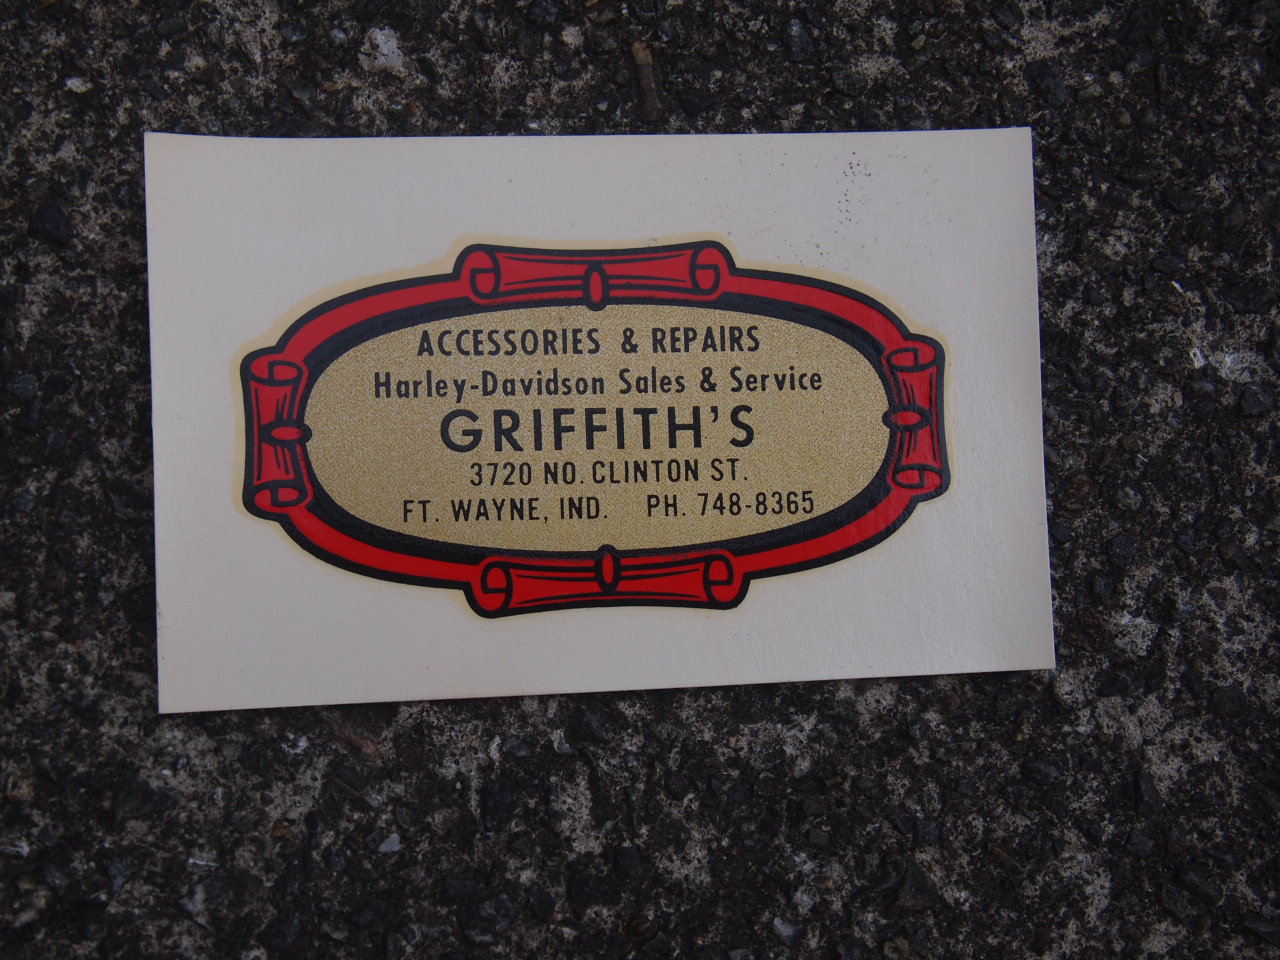 ACCESSORIES & REPAIRS
Harley-Davidson Sales & Service
GRIFFITH'S
3720 NO. CLINTON ST.
FT. WAYNE, IND. PH. 748-8365